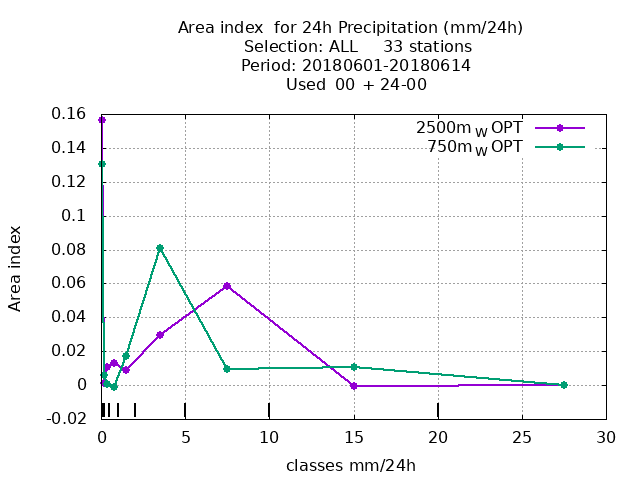 Area index  for 24h Precipitation (mm/24h)
Selection: ALL     33 stations
Period: 20180601-20180614
Used  00 + 24-00
2500m W OPT
750m W OPT
0.16
0.14
0.12
0.1
0.08
0.06
0.04
0.02
0
-0.02
Area index
0 5 10 15 20 25 30
classes mm/24h